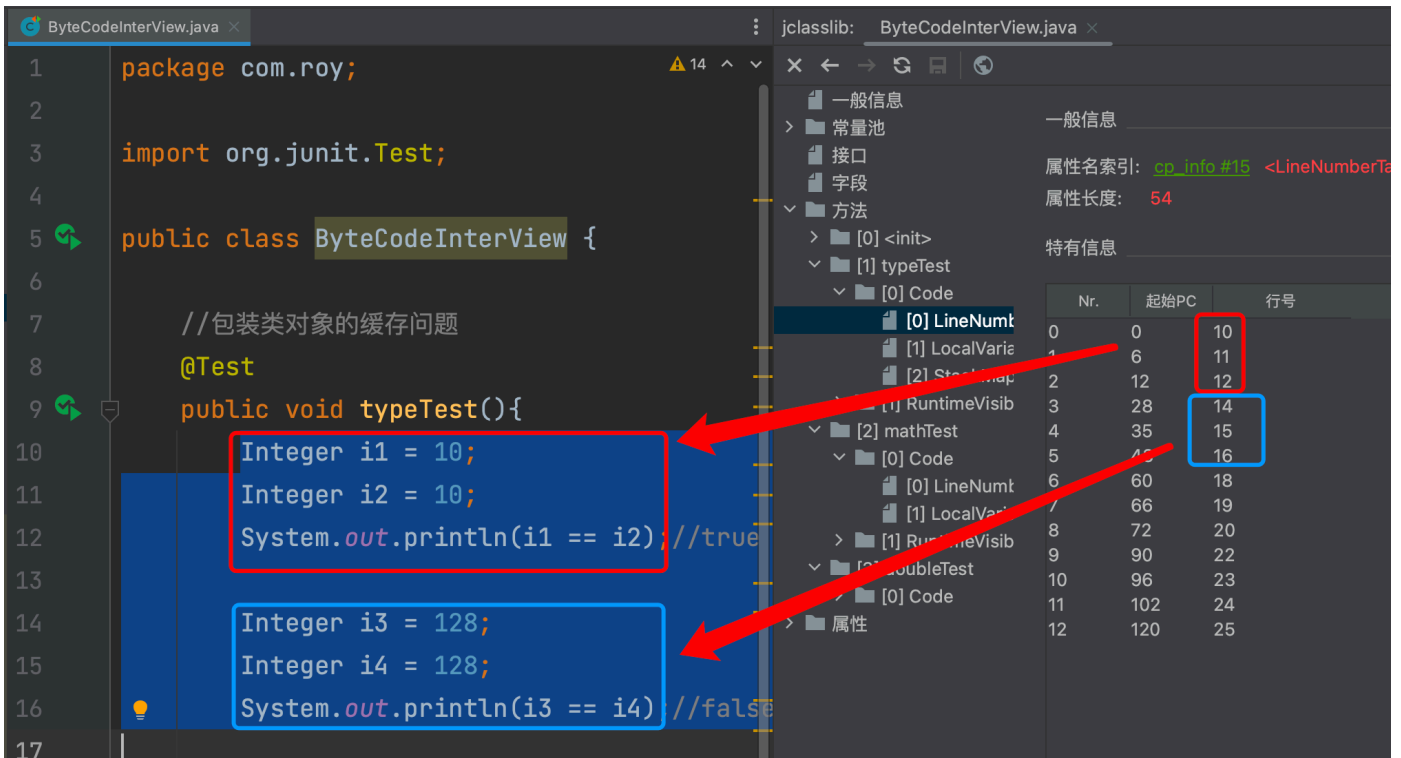 ByteCodeInterView.java
14
1 package com.roy;
2
3 import org.junit.Test;
4
5 public class ByteCodeInterView {
6
7 //包装类对象的缓存问题
8 @Test
9 public void typeTest(){
10 Integer i1 = 10;
11 Integer i2 = 10;
12 System.out.println(i1 == i2);//true
13
14 Integer i3 = 128;
15 Integer i4 = 128;
16 System.out.println(i3 == i4);//false
17
jclasslib: ByteCodeInterView.java
一般信息
常量池
接口
字段
方法
[0] <init>
[1] typeTest
[0] Code
[0] LineNumb
[1] LocalVaria
[2] StackMap
[1] RuntimeVisib
[2] mathTest
[0] Code
[0] LineNumb
[1] LocalVaria
[1] RuntimeVisib
[3] doubleTest
[0] Code
属性
一般信息
属性名索引: cp_info #15 <LineNumberTa
属性长度: 54
特有信息
Nr. 起始PC 行号
0 0 10
1 6 11
2 12 12
3 28 14
4 35 15
5 16
6 60 18
7 66 19
8 72 20
9 90 22
10 96 23
11 102 24
12 120 25